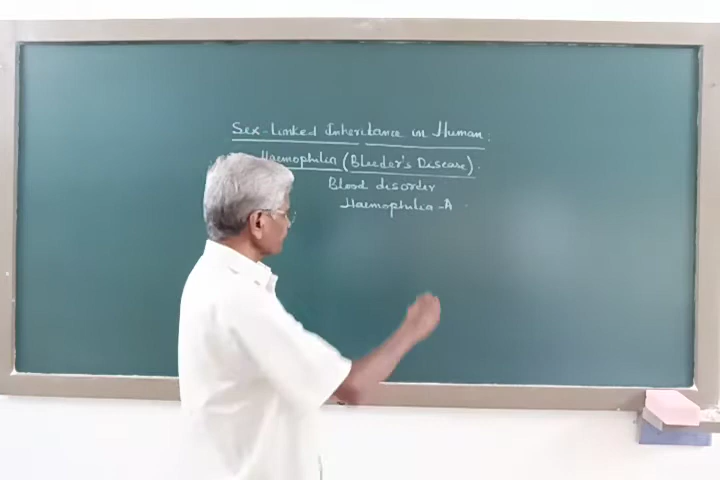 Sex-Linked Inheritance in Human:
Haemophilia (Bleeder's Disease).
Blood disorder
Haemophilia-A